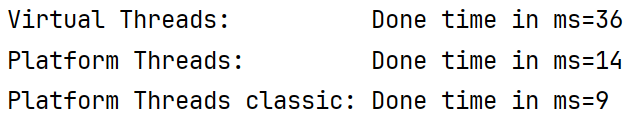 Virtual Threads:          Done time in ms=36
Platform Threads:         Done time in ms=14
Platform Threads classic: Done time in ms=9